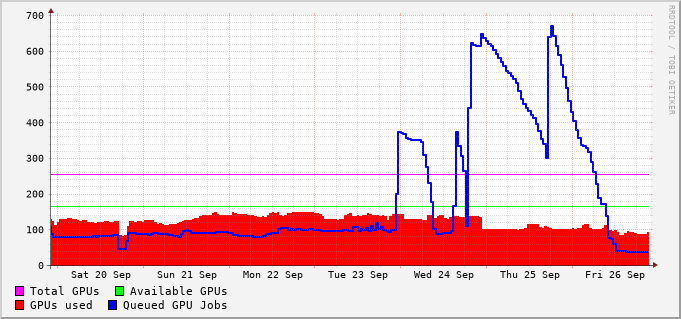 700
600
500
400
300
200
100
0
Sat 20 Sep Sun 21 Sep Mon 22 Sep Tue 23 Sep Wed 24 Sep Thu 25 Sep Fri 26 Sep
Total GPUs Available GPUs
GPUs used Queued GPU Jobs
RRDTOOL / TOBI OETIKER